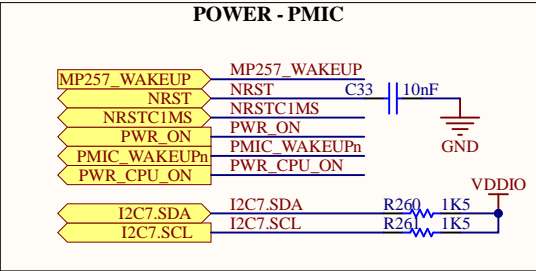 POWER - PMIC
MP257_WAKEUP MP257_WAKEUP
NRST NRST C33 10nF
NRSTC1MS NRSTC1MS
PWR_ON PWR_ON
PMIC_WAKEUPn PMIC_WAKEUPn
PWR_CPU_ON PWR_CPU_ON
GND
VDDIO
I2C7.SDA I2C7.SDA R260 1K5
I2C7.SCL I2C7.SCL R261 1K5